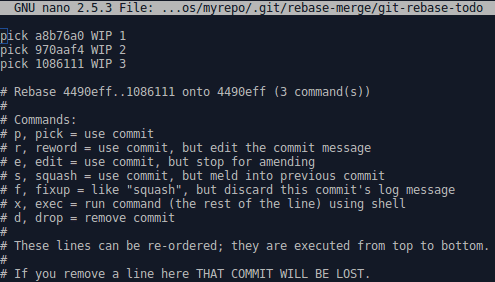 GNU nano 2.5.3 File: ...os/myrepo/.git/rebase-merge/git-rebase-todo
pick a8b76a0 WIP 1
pick 970aaf4 WIP 2
pick 1086111 WIP 3
# Rebase 4490eff..1086111 onto 4490eff (3 command(s))
#
# Commands:
# p, pick = use commit
# r, reword = use commit, but edit the commit message
# e, edit = use commit, but stop for amending
# s, squash = use commit, but meld into previous commit
# f, fixup = like "squash", but discard this commit's log message
# x, exec = run command (the rest of the line) using shell
# d, drop = remove commit
#
# These lines can be re-ordered; they are executed from top to bottom.
#
# If you remove a line here THAT COMMIT WILL BE LOST.